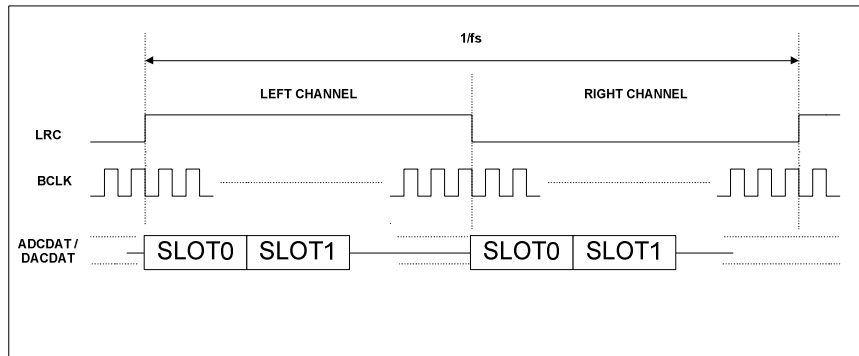 1/fs
LEFT CHANNEL
RIGHT CHANNEL
LRC
BCLK
ADCDAT /
DACDAT
SLOT0
SLOT1
SLOT0
SLOT1